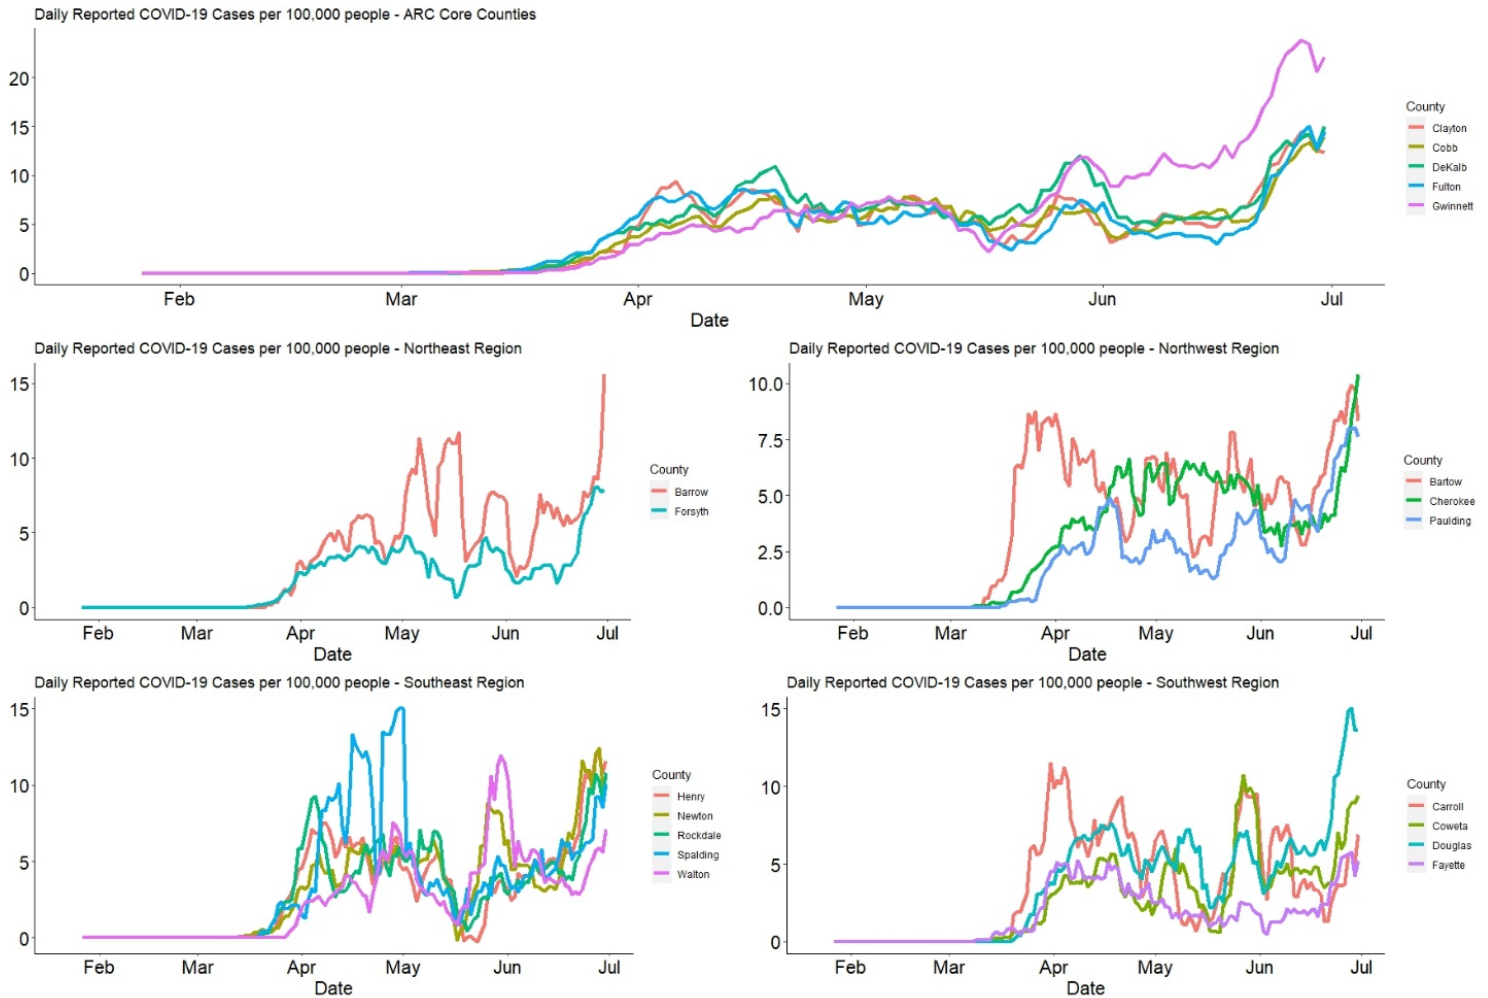 Daily Reported COVID-19 Cases per 100,000 people - ARC Core Counties
20
15
10
5
0
Feb Mar Apr May Jun Jul
Date
County
Clayton
Cobb
DeKalb
Fulton
Gwinnett
Daily Reported COVID-19 Cases per 100,000 people - Northeast Region
15
10
5
0
Feb Mar Apr May Jun Jul
Date
County
Barrow
Forsyth
Daily Reported COVID-19 Cases per 100,000 people - Northwest Region
10.0
7.5
5.0
2.5
0.0
Feb Mar Apr May Jun Jul
Date
County
Bartow
Cherokee
Paulding
Daily Reported COVID-19 Cases per 100,000 people - Southeast Region
15
10
5
0
Feb Mar Apr May Jun Jul
Date
County
Henry
Newton
Rockdale
Spalding
Walton
Daily Reported COVID-19 Cases per 100,000 people - Southwest Region
15
10
5
0
Feb Mar Apr May Jun Jul
Date
County
Carroll
Coweta
Douglas
Fayette